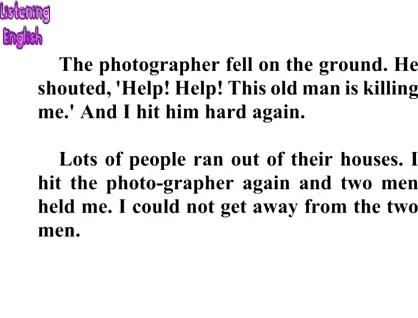 Listening
English
The photographer fell on the ground. He
shouted, 'Help! Help! This old man is killing
me.' And I hit him hard again.
Lots of people ran out of their houses. I
hit the photo-grapher again and two men
held me. I could not get away from the two
men.